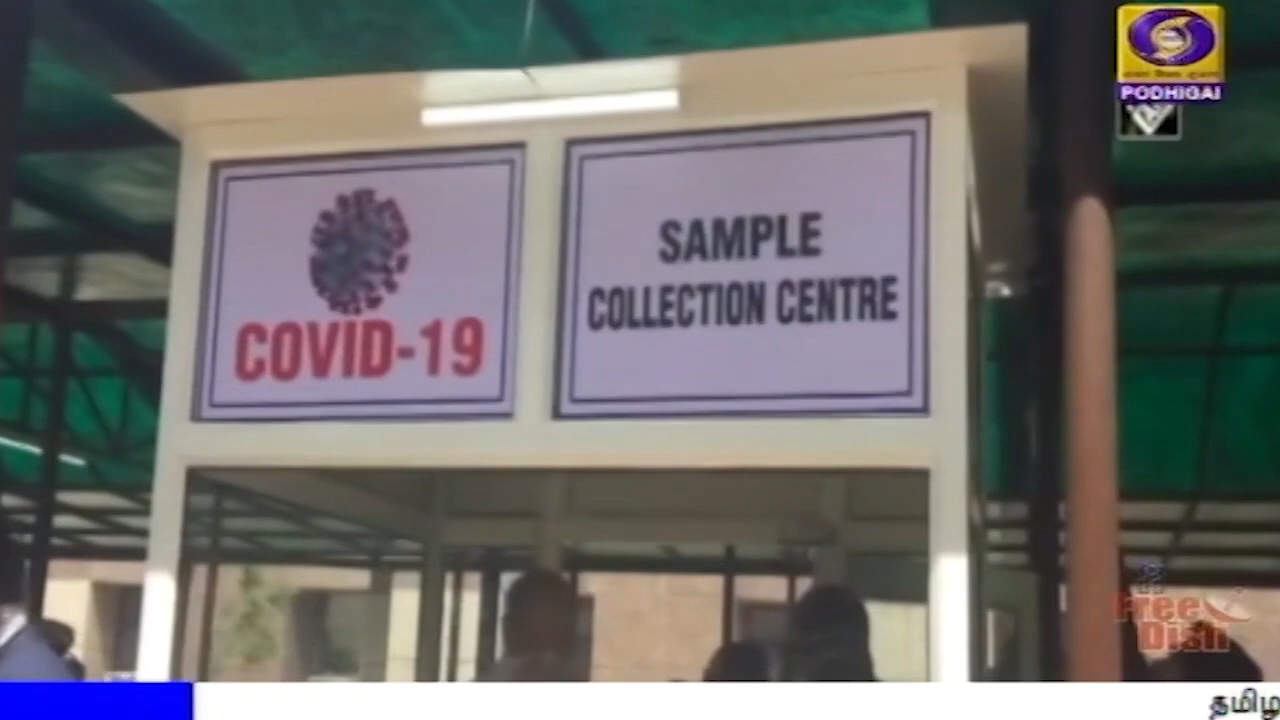 PODHIGAI
COVID-19
SAMPLE
COLLECTION CENTRE
Free
Dish
தமிழ